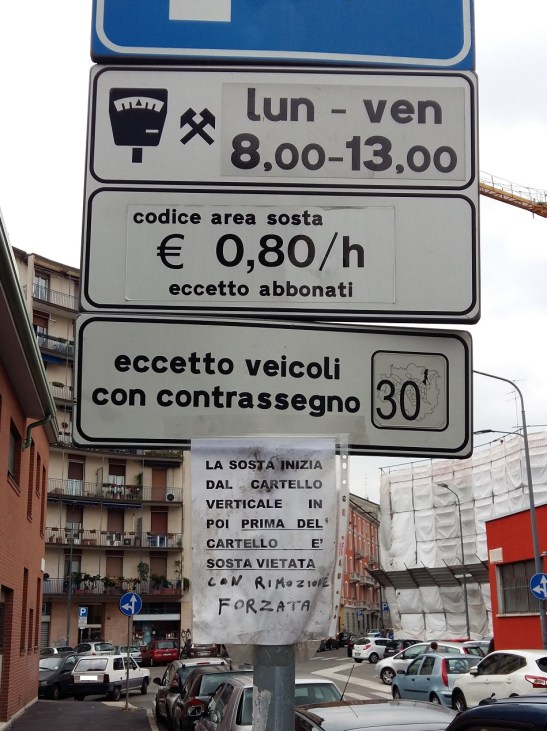 lun - ven
8,00-13,00
codice area sosta
€ 0,80/h
eccetto abbonati
eccetto veicoli
con contrassegno 30
LA SOSTA INIZIA
DAL CARTELLO
VERTICALE IN
POI PRIMA DEL
CARTELLO E'
SOSTA VIETATA
CON RIMOZIONE
FORZATA
P